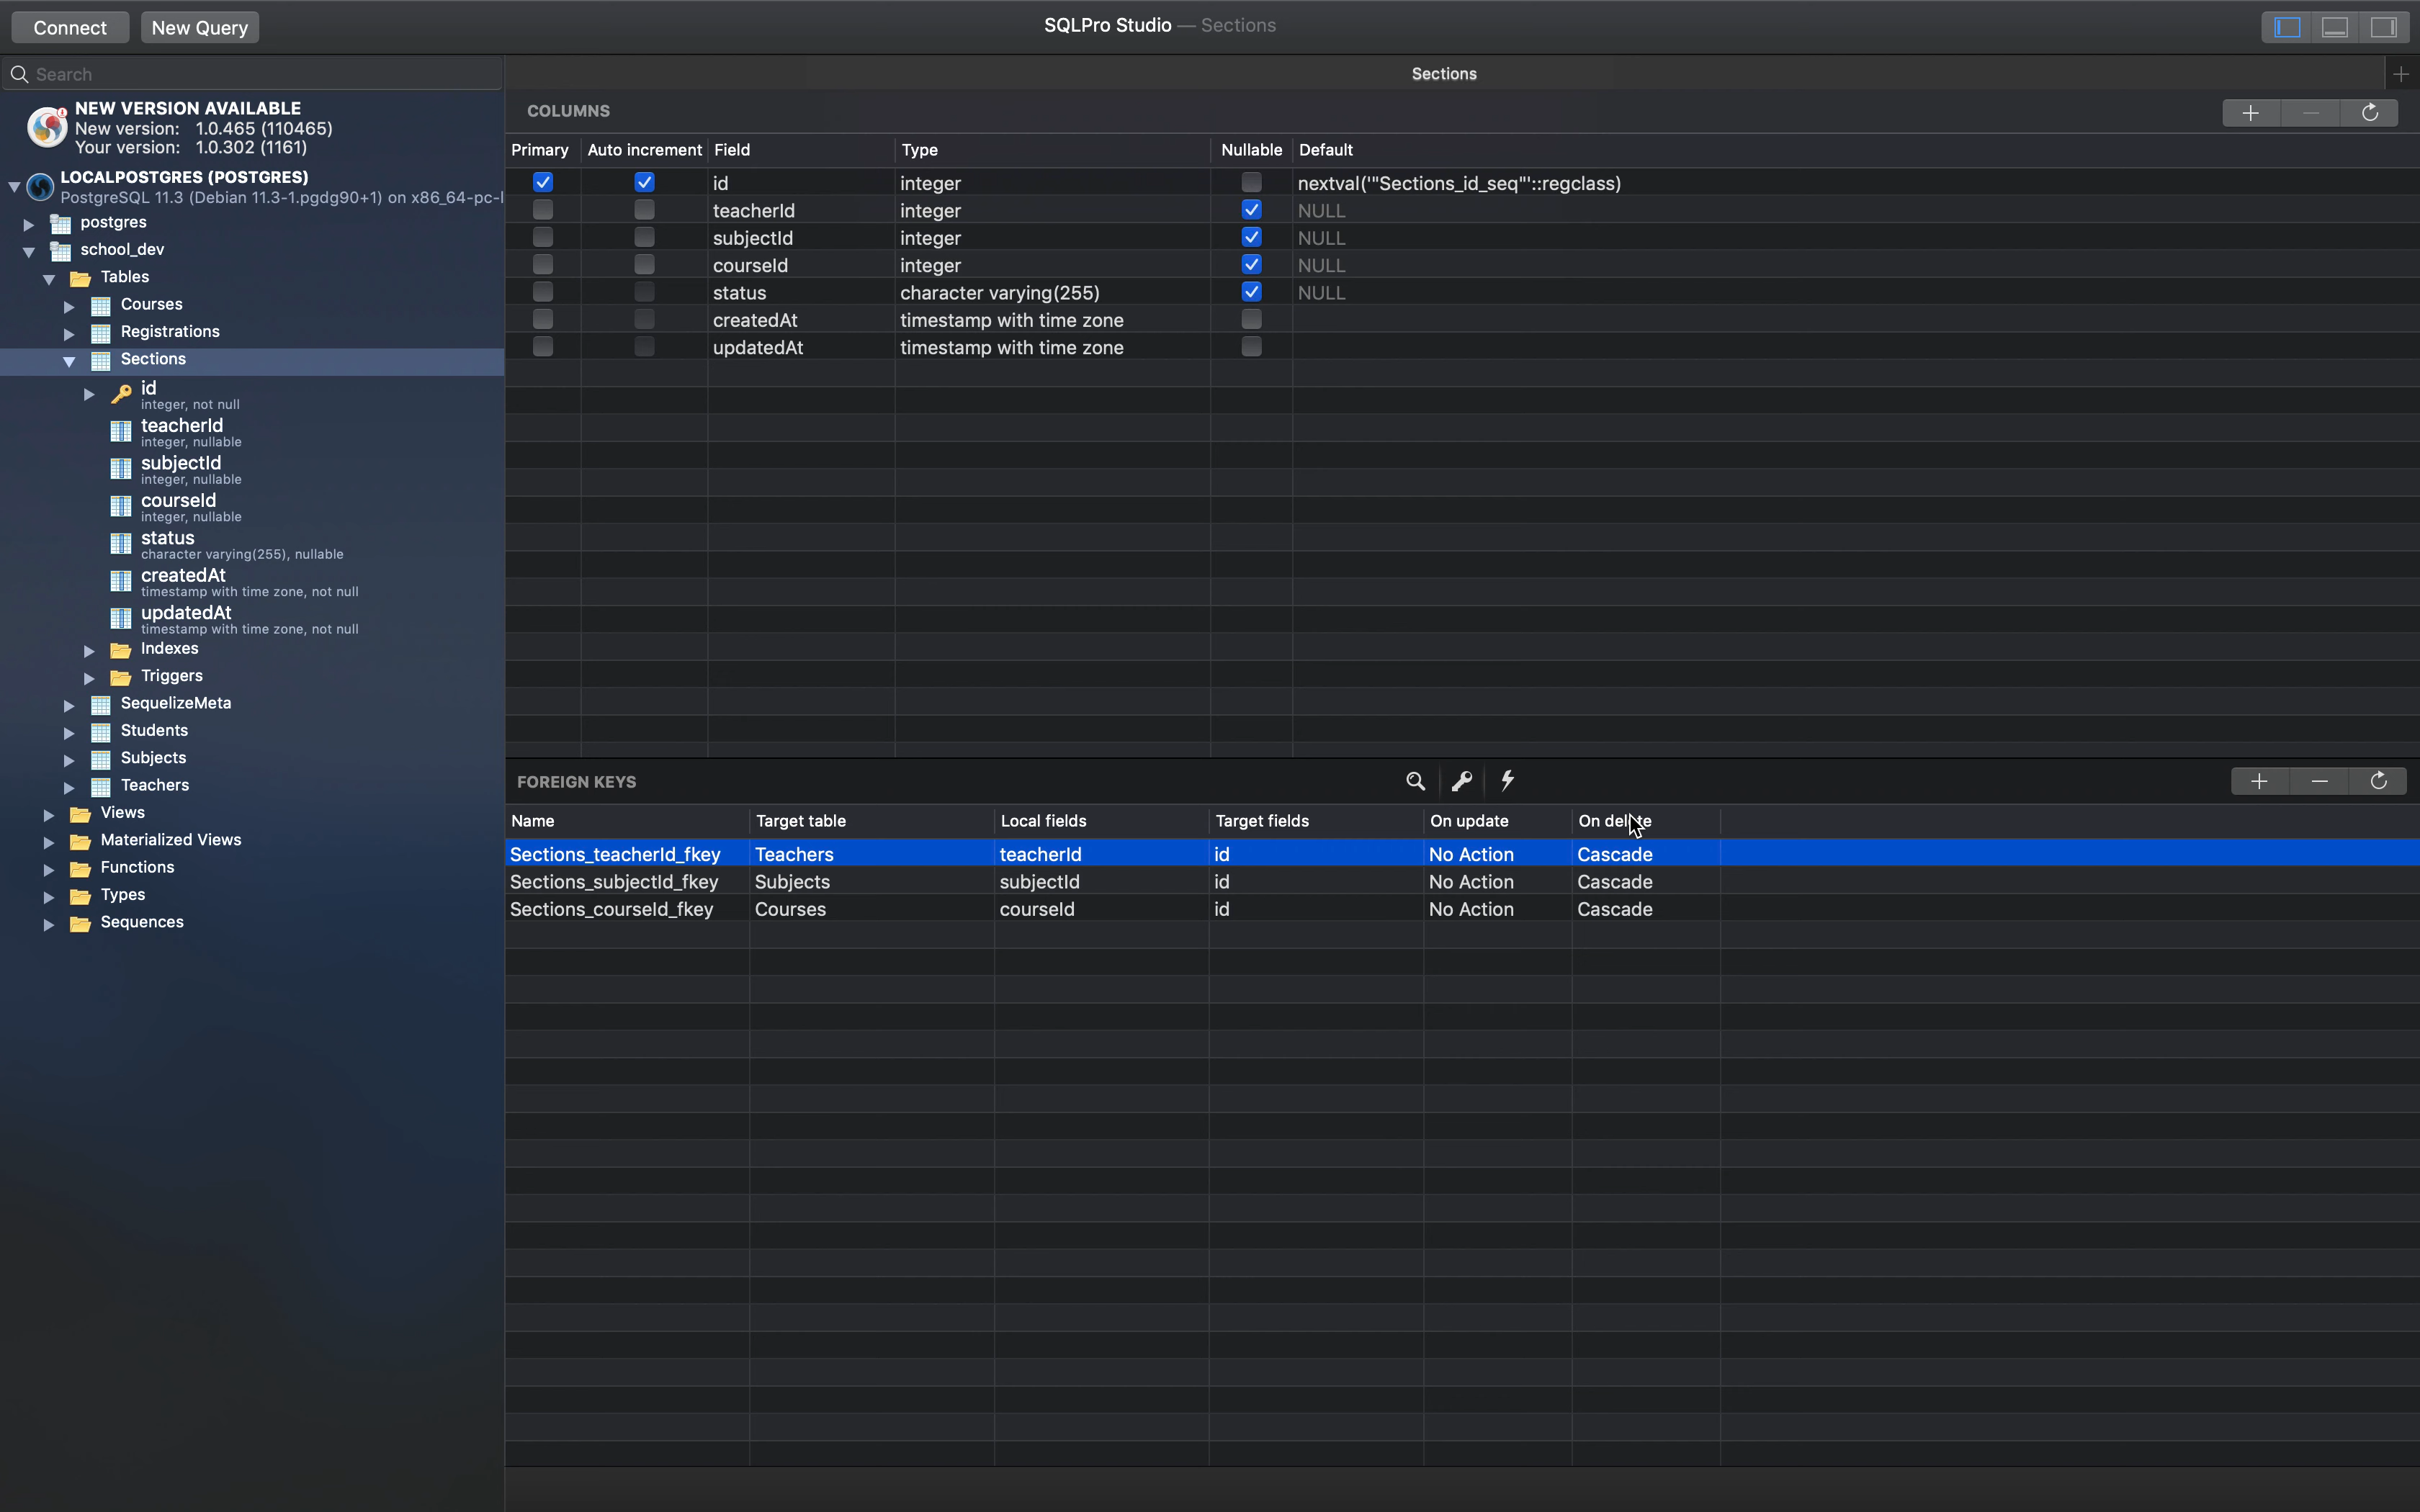 Connect
New Query
SQLPro Studio — Sections
Search
NEW VERSION AVAILABLE
New version: 1.0.465 (110465)
Your version: 1.0.302 (1161)
LOCALPOSTGRES (POSTGRES)
PostgreSQL 11.3 (Debian 11.3-1.pgdg90+1) on x86_64-pc-l
postgres
school_dev
Tables
Courses
Registrations
Sections
id
integer, not null
teacherId
integer, nullable
subjectId
integer, nullable
courseId
integer, nullable
status
character varying(255), nullable
createdAt
timestamp with time zone, not null
updatedAt
timestamp with time zone, not null
Indexes
Triggers
SequelizeMeta
Students
Subjects
Teachers
Views
Materialized Views
Functions
Types
Sequences
Sections
COLUMNS
Primary Auto increment Field Type Nullable Default
id integer nextval('"Sections_id_seq"'::regclass)
teacherId integer NULL
subjectId integer NULL
courseId integer NULL
status character varying(255) NULL
createdAt timestamp with time zone
updatedAt timestamp with time zone
FOREIGN KEYS
Name Target table Local fields Target fields On update On delete
Sections_teacherId_fkey Teachers teacherId id No Action Cascade
Sections_subjectId_fkey Subjects subjectId id No Action Cascade
Sections_courseId_fkey Courses courseId id No Action Cascade